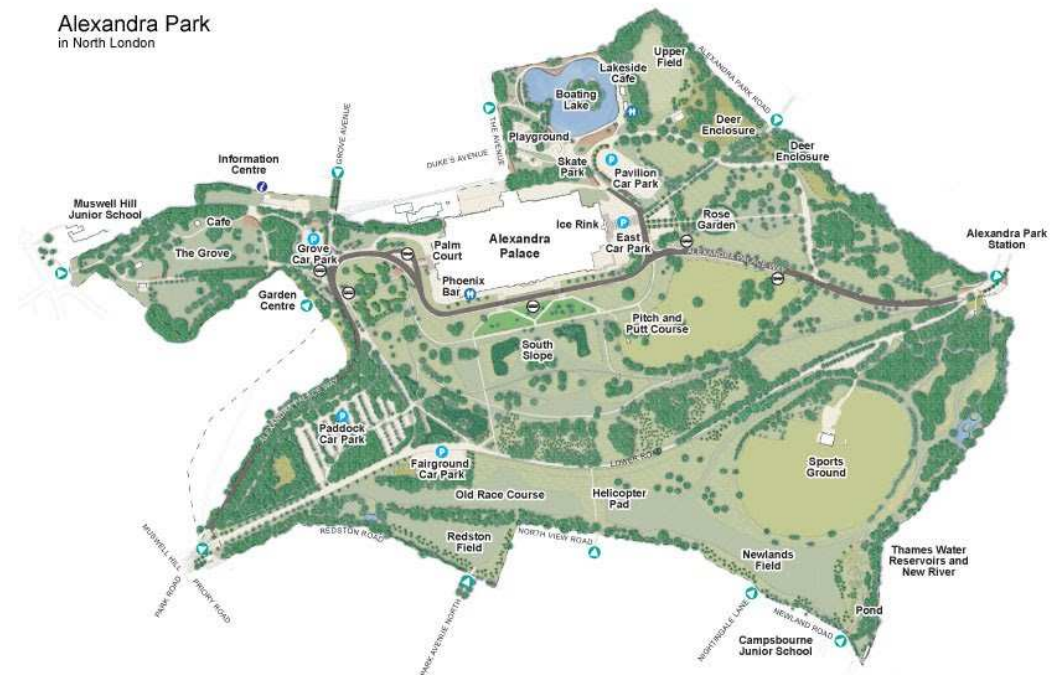 Alexandra Park
in North London
Upper
Field
ALEXANDRA PARK ROAD
Lakeside
Cafe
Boating
Lake
H
THE AVENUE
Playground
Deer
Enclosure
Deer
Enclosure
DUKE'S AVENUE
GROVE AVENUE
Skate
Park
P
Pavilion
Car Park
Information
Centre
i
Muswell Hill
Junior School
Cafe
The Grove
P
Grove
Car Park
Palm
Court
Alexandra
Palace
Ice Rink
P
East
Car Park
Rose
Garden
Alexandra Park
Station
Phoenix
Bar
H
Garden
Centre
Pitch and
Putt Course
South
Slope
P
Paddock
Car Park
P
Fairground
Car Park
LOWER ROAD
Sports
Ground
Old Race Course
Helicopter
Pad
REDSTON ROAD
Redston
Field
NORTH VIEW ROAD
Newlands
Field
Thames Water
Reservoirs and
New River
MUSWELL HILL
PARK ROAD
PRIORY ROAD
PARK AVENUE NORTH
NIGHTINGALE LANE
NEWLAND ROAD
Pond
Campsbourne
Junior School